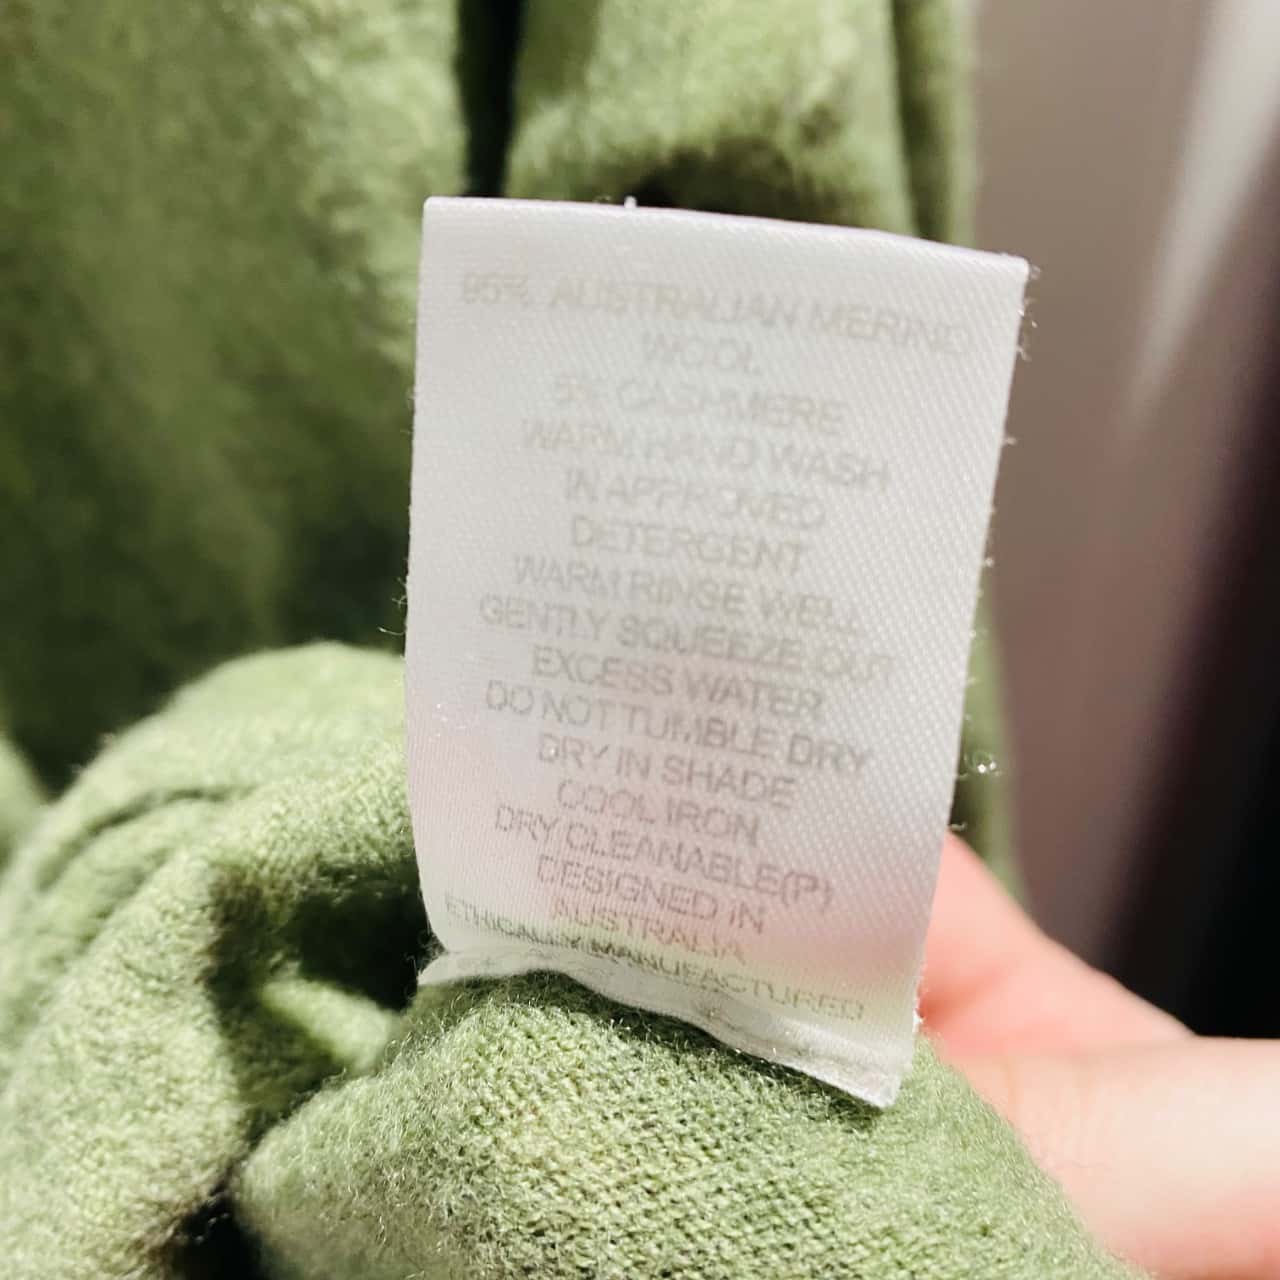 95% AUSTRALIAN MERINO
WOOL
5% CASHMERE
WARM HAND WASH
IN APPROVED
DETERGENT
WARM RINSE WELL
GENTLY SQUEEZE OUT
EXCESS WATER
DO NOT TUMBLE DRY
DRY IN SHADE
COOL IRON
DRY CLEANABLE(P)
DESIGNED IN
AUSTRALIA
ETHICALLY MANUFACTURED